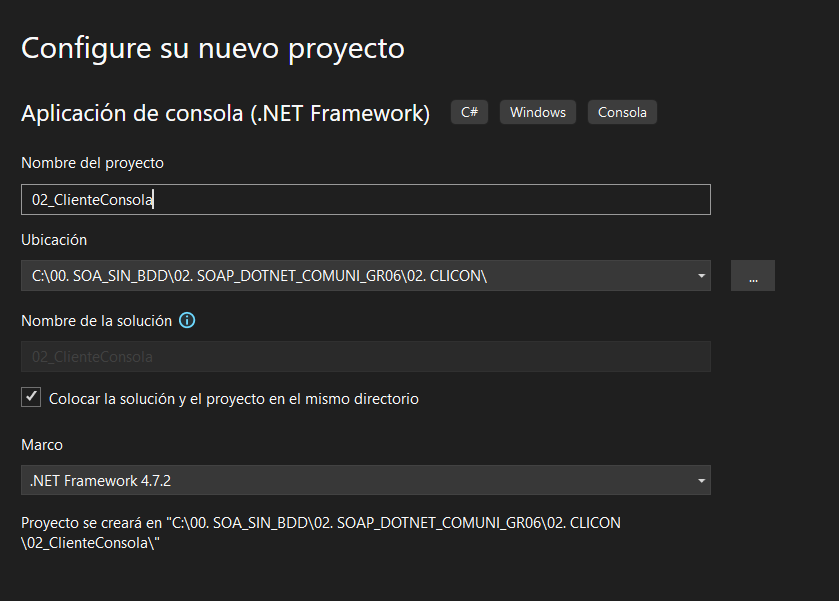 Configure su nuevo proyecto
Aplicación de consola (.NET Framework) C# Windows Consola
Nombre del proyecto
02_ClienteConsola
Ubicación
C:\00. SOA_SIN_BDD\02. SOAP_DOTNET_COMUNI_GR06\02. CLICON\
...
Nombre de la solución
02_ClienteConsola
Colocar la solución y el proyecto en el mismo directorio
Marco
.NET Framework 4.7.2
Proyecto se creará en "C:\00. SOA_SIN_BDD\02. SOAP_DOTNET_COMUNI_GR06\02. CLICON
\02_ClienteConsola\"